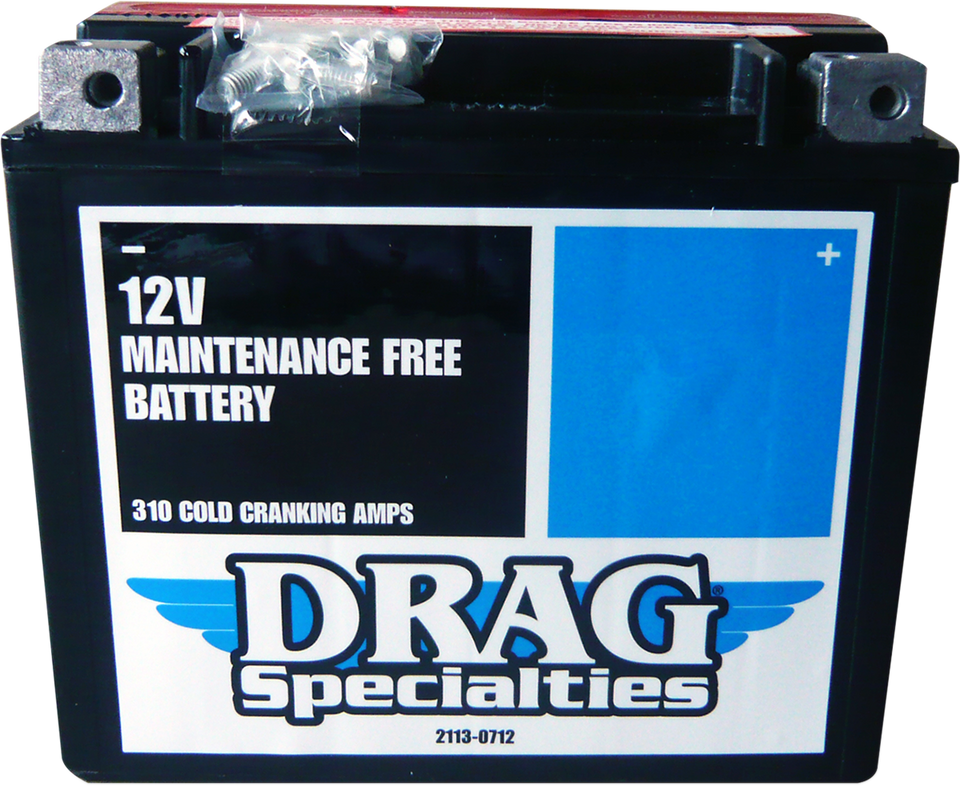 −
+
12V
MAINTENANCE FREE
BATTERY
310 COLD CRANKING AMPS
DRAG®
Specialties
2113-0712